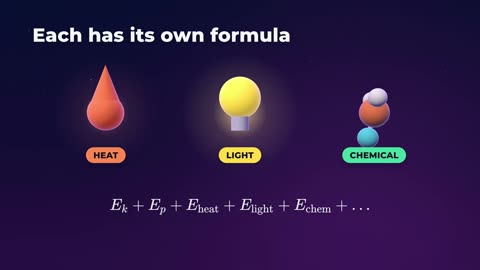 Each has its own formula
HEAT LIGHT CHEMICAL
E_k + E_p + E_heat + E_light + E_chem + ...